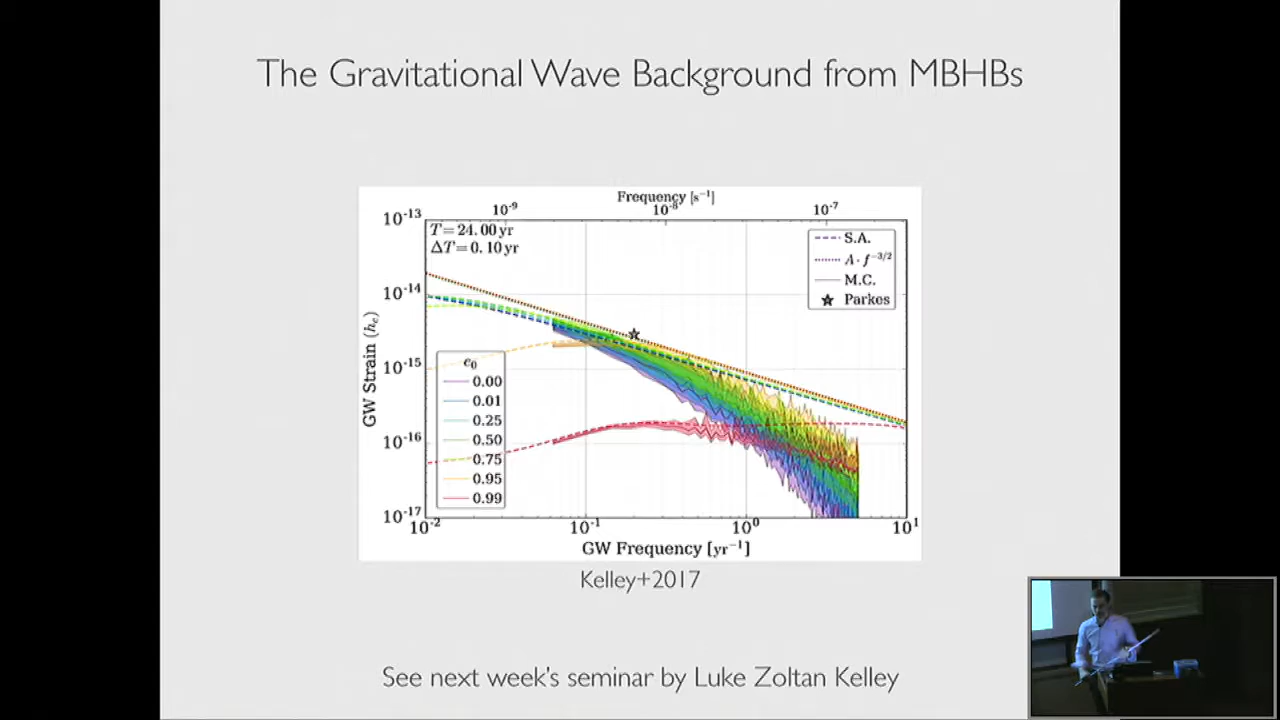 The Gravitational Wave Background from MBHBs
Frequency [s⁻¹]
10⁻⁹ 10⁻⁸ 10⁻⁷
10⁻¹³
T = 24.00 yr
ΔT = 0.10 yr
S.A.
A · f⁻³/²
M.C.
Parkes
10⁻¹⁴
10⁻¹⁵
10⁻¹⁶
10⁻¹⁷
GW Strain (h_c)
e₀
0.00
0.01
0.25
0.50
0.75
0.95
0.99
10⁻² 10⁻¹ 10⁰ 10¹
GW Frequency [yr⁻¹]
Kelley+2017
See next week's seminar by Luke Zoltan Kelley